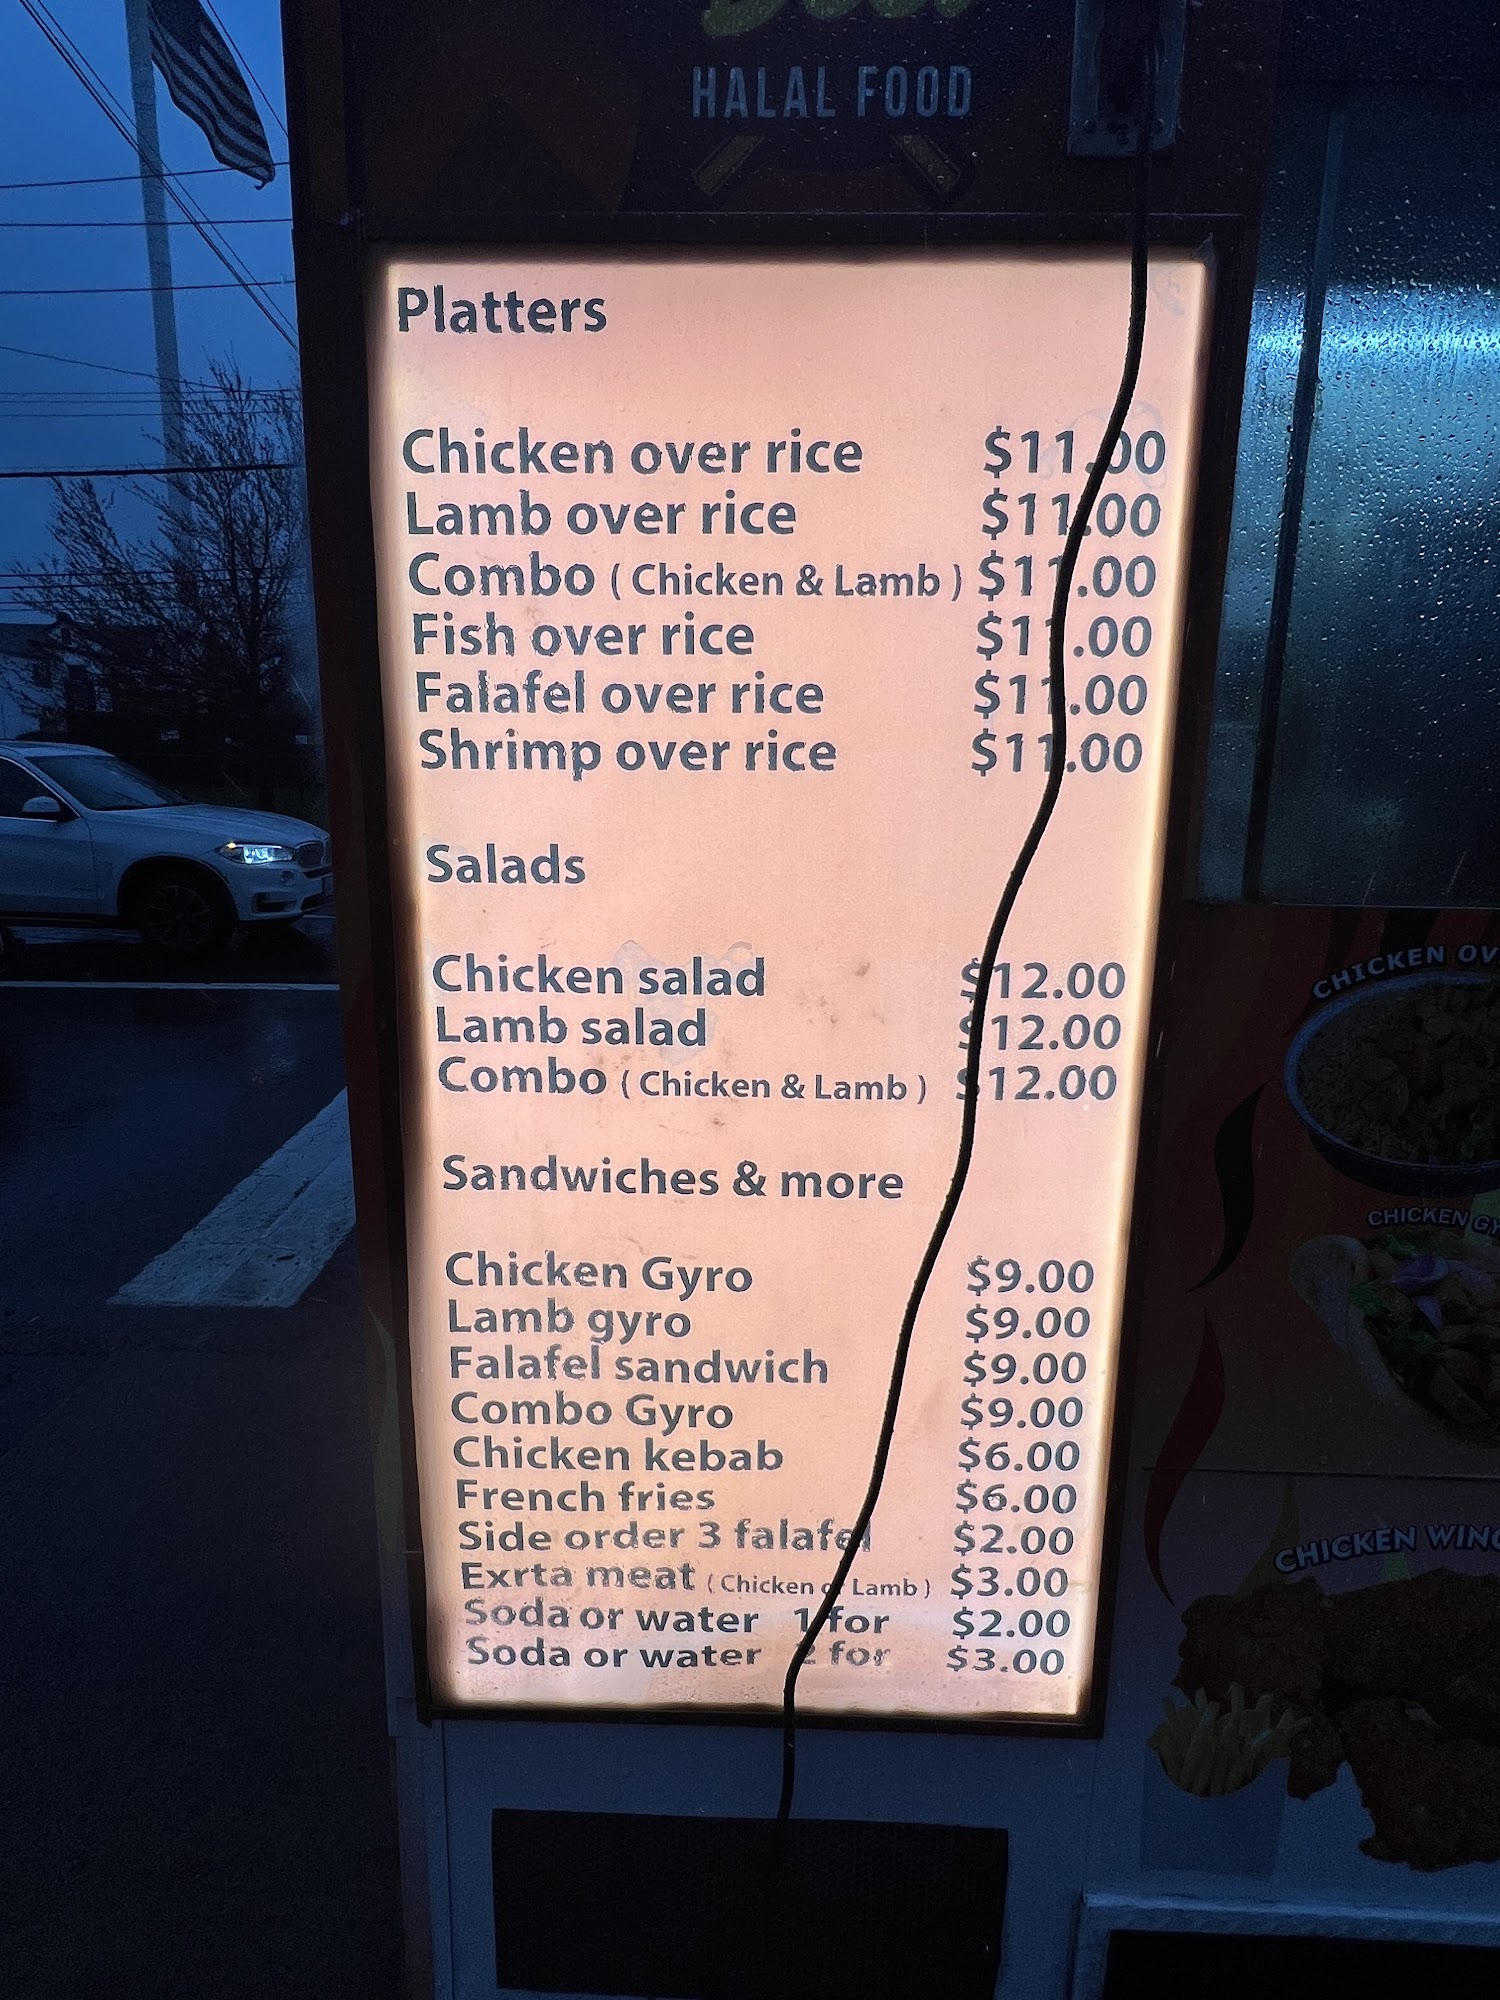 HALAL FOOD
Platters
Chicken over rice $11.00
Lamb over rice $11.00
Combo ( Chicken & Lamb ) $11.00
Fish over rice $11.00
Falafel over rice $11.00
Shrimp over rice $11.00
Salads
Chicken salad $12.00
Lamb salad $12.00
Combo ( Chicken & Lamb ) $12.00
Sandwiches & more
Chicken Gyro $9.00
Lamb gyro $9.00
Falafel sandwich $9.00
Combo Gyro $9.00
Chicken kebab $6.00
French fries $6.00
Side order 3 falafel $2.00
Exrta meat ( Chicken or Lamb ) $3.00
Soda or water 1 for $2.00
Soda or water 2 for $3.00
CHICKEN OV
CHICKEN GY
CHICKEN WING